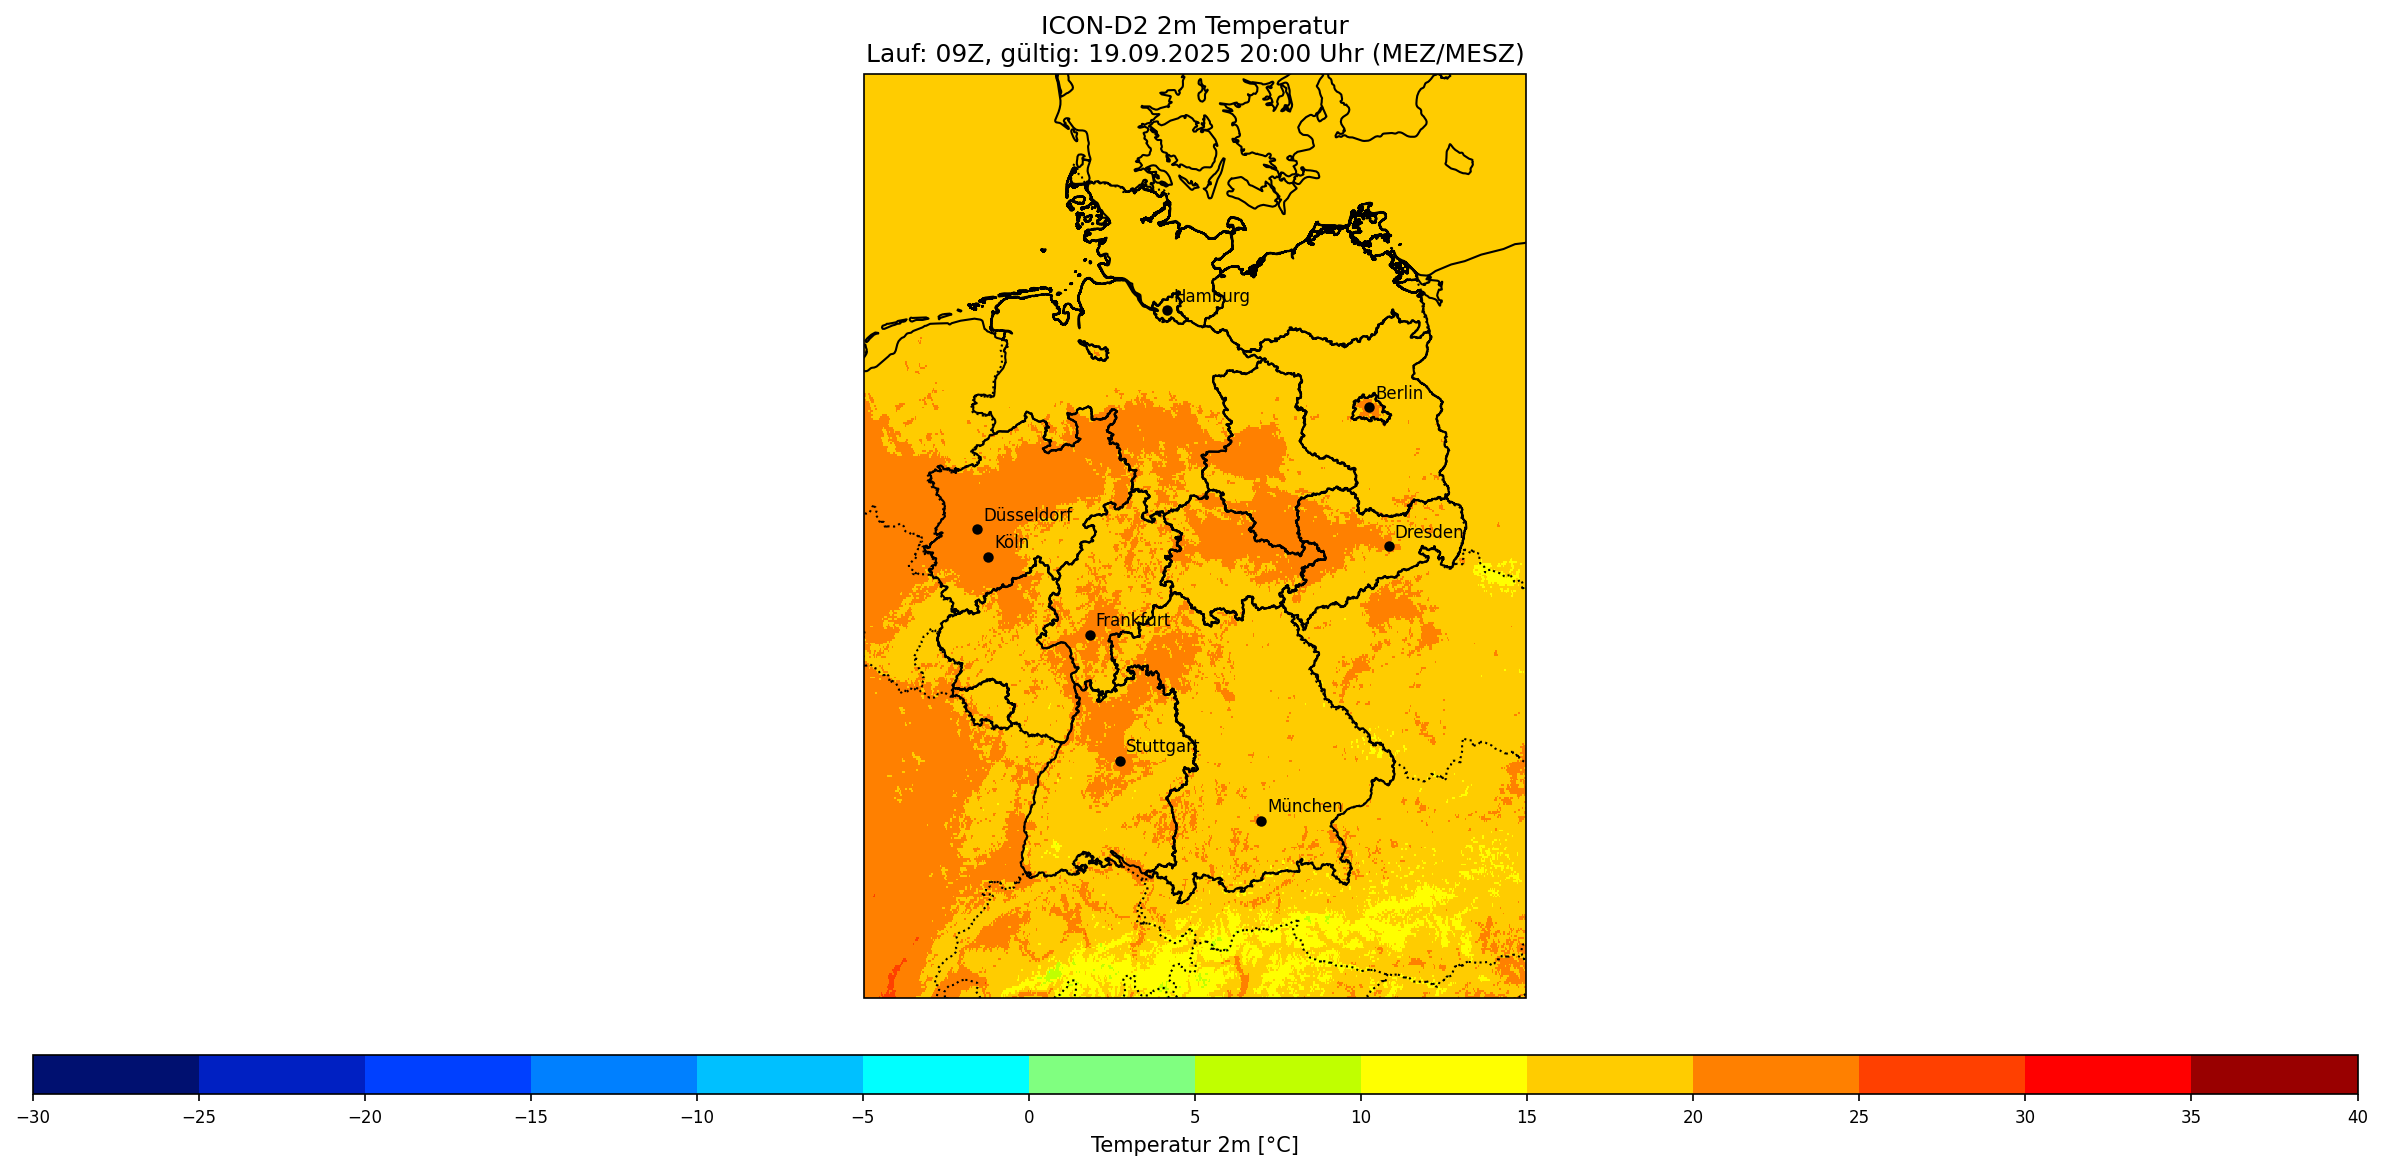 ICON-D2 2m Temperatur
Lauf: 09Z, gültig: 19.09.2025 20:00 Uhr (MEZ/MESZ)
Hamburg
Berlin
Düsseldorf
Dresden
Köln
Frankfurt
Stuttgart
München
−30 −25 −20 −15 −10 −5 0 5 10 15 20 25 30 35 40
Temperatur 2m [°C]